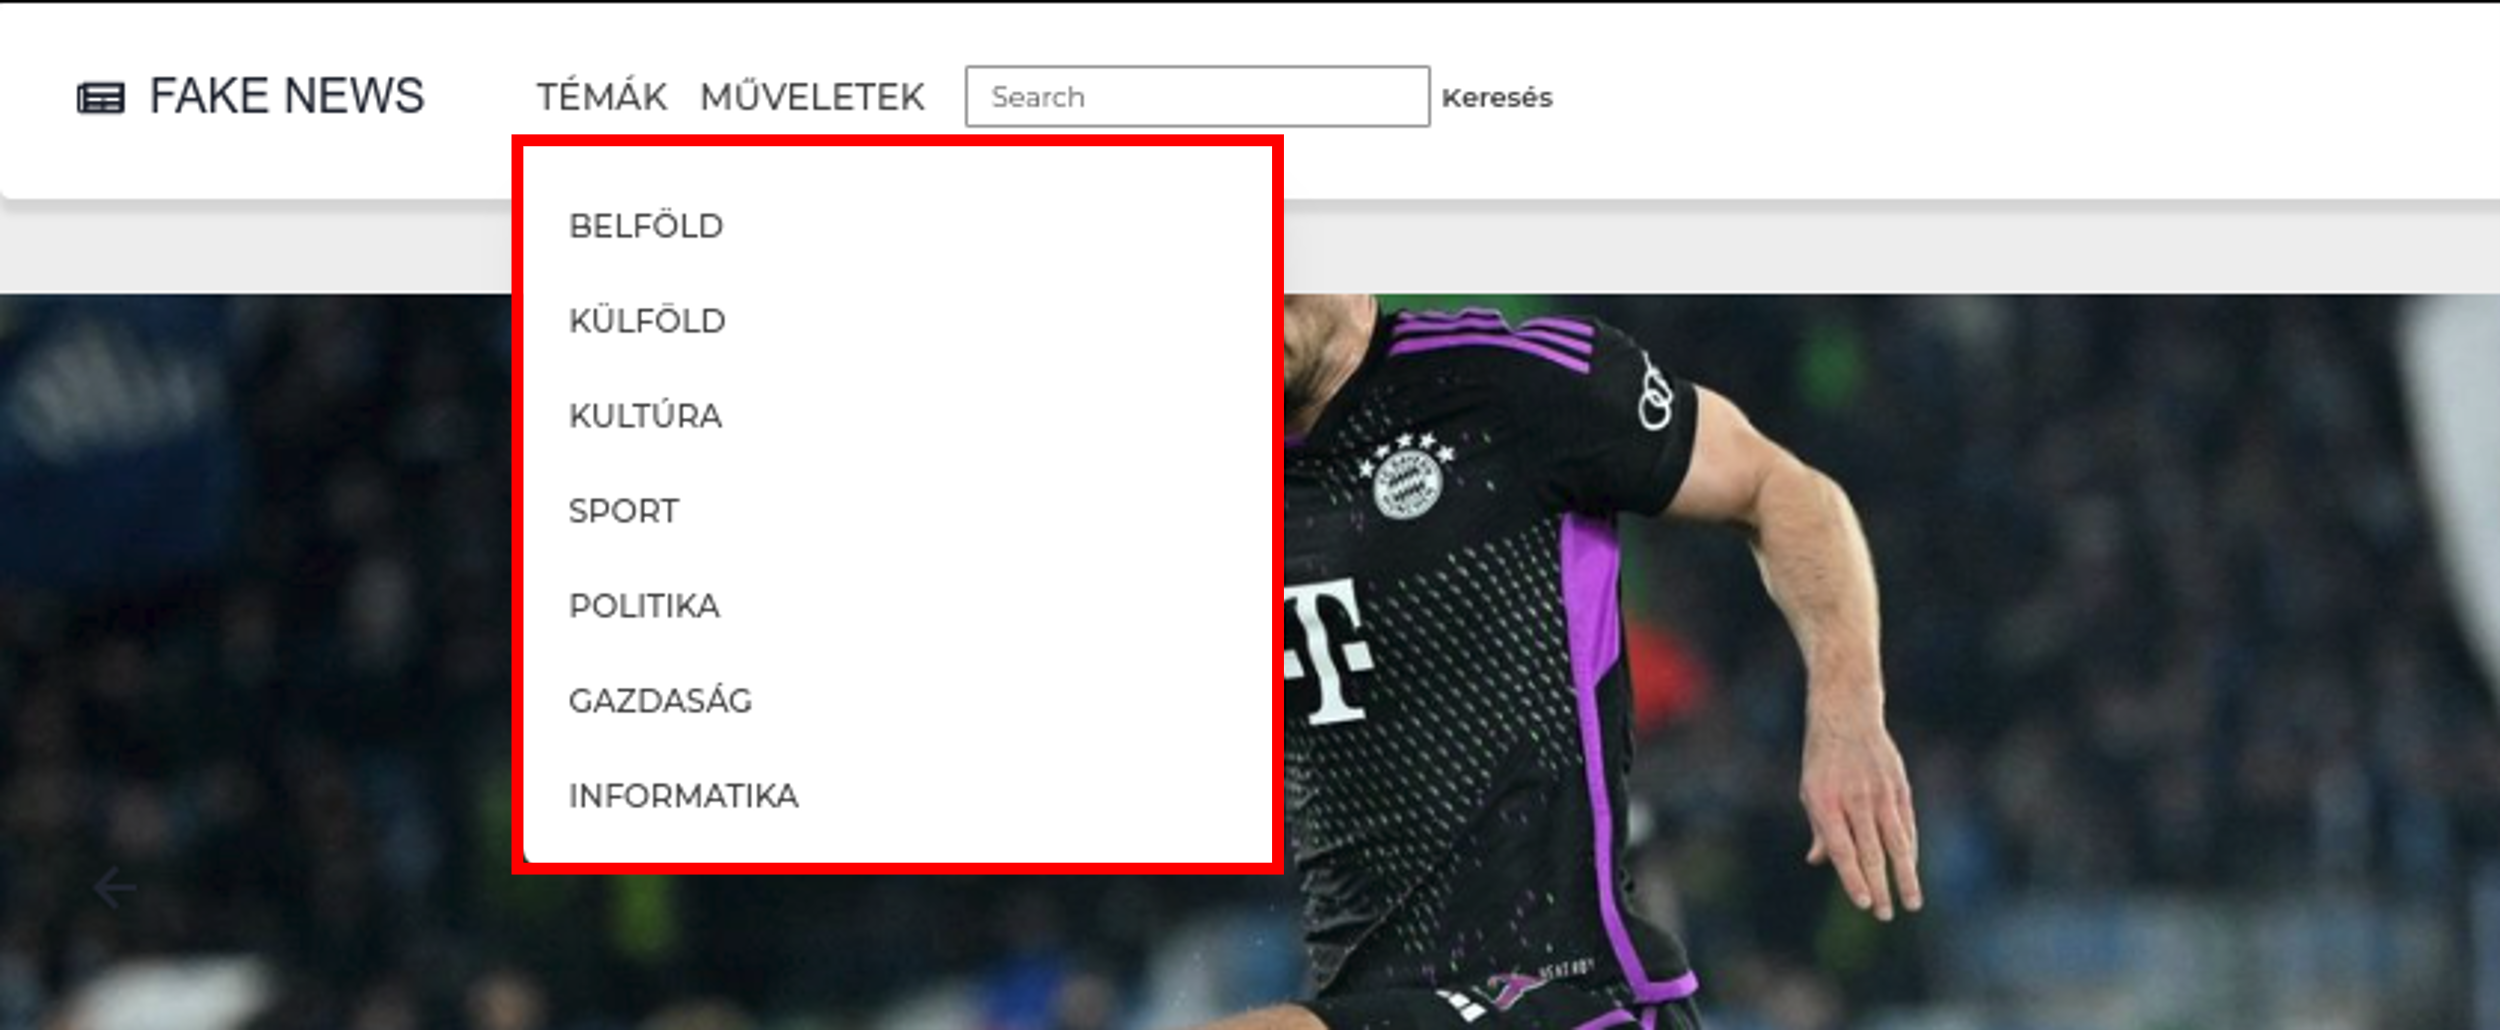 FAKE NEWS TÉMÁK MŰVELETEK Search Keresés
BELFÖLD
KÜLFÖLD
KULTÚRA
SPORT
POLITIKA
GAZDASÁG
INFORMATIKA
T